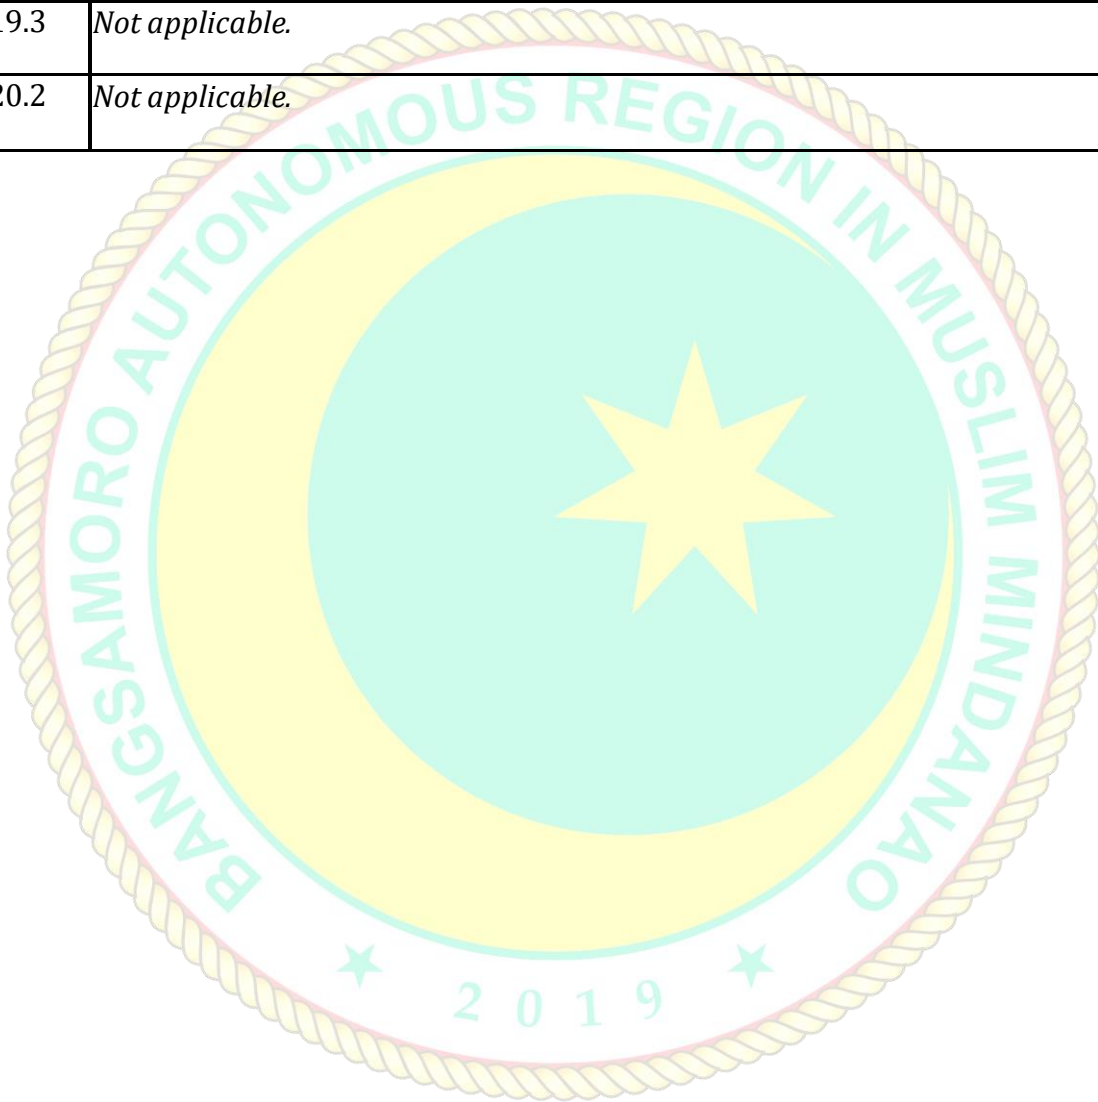 19.3 Not applicable.
20.2 Not applicable.
BANGSAMORO AUTONOMOUS REGION IN MUSLIM MINDANAO
2019